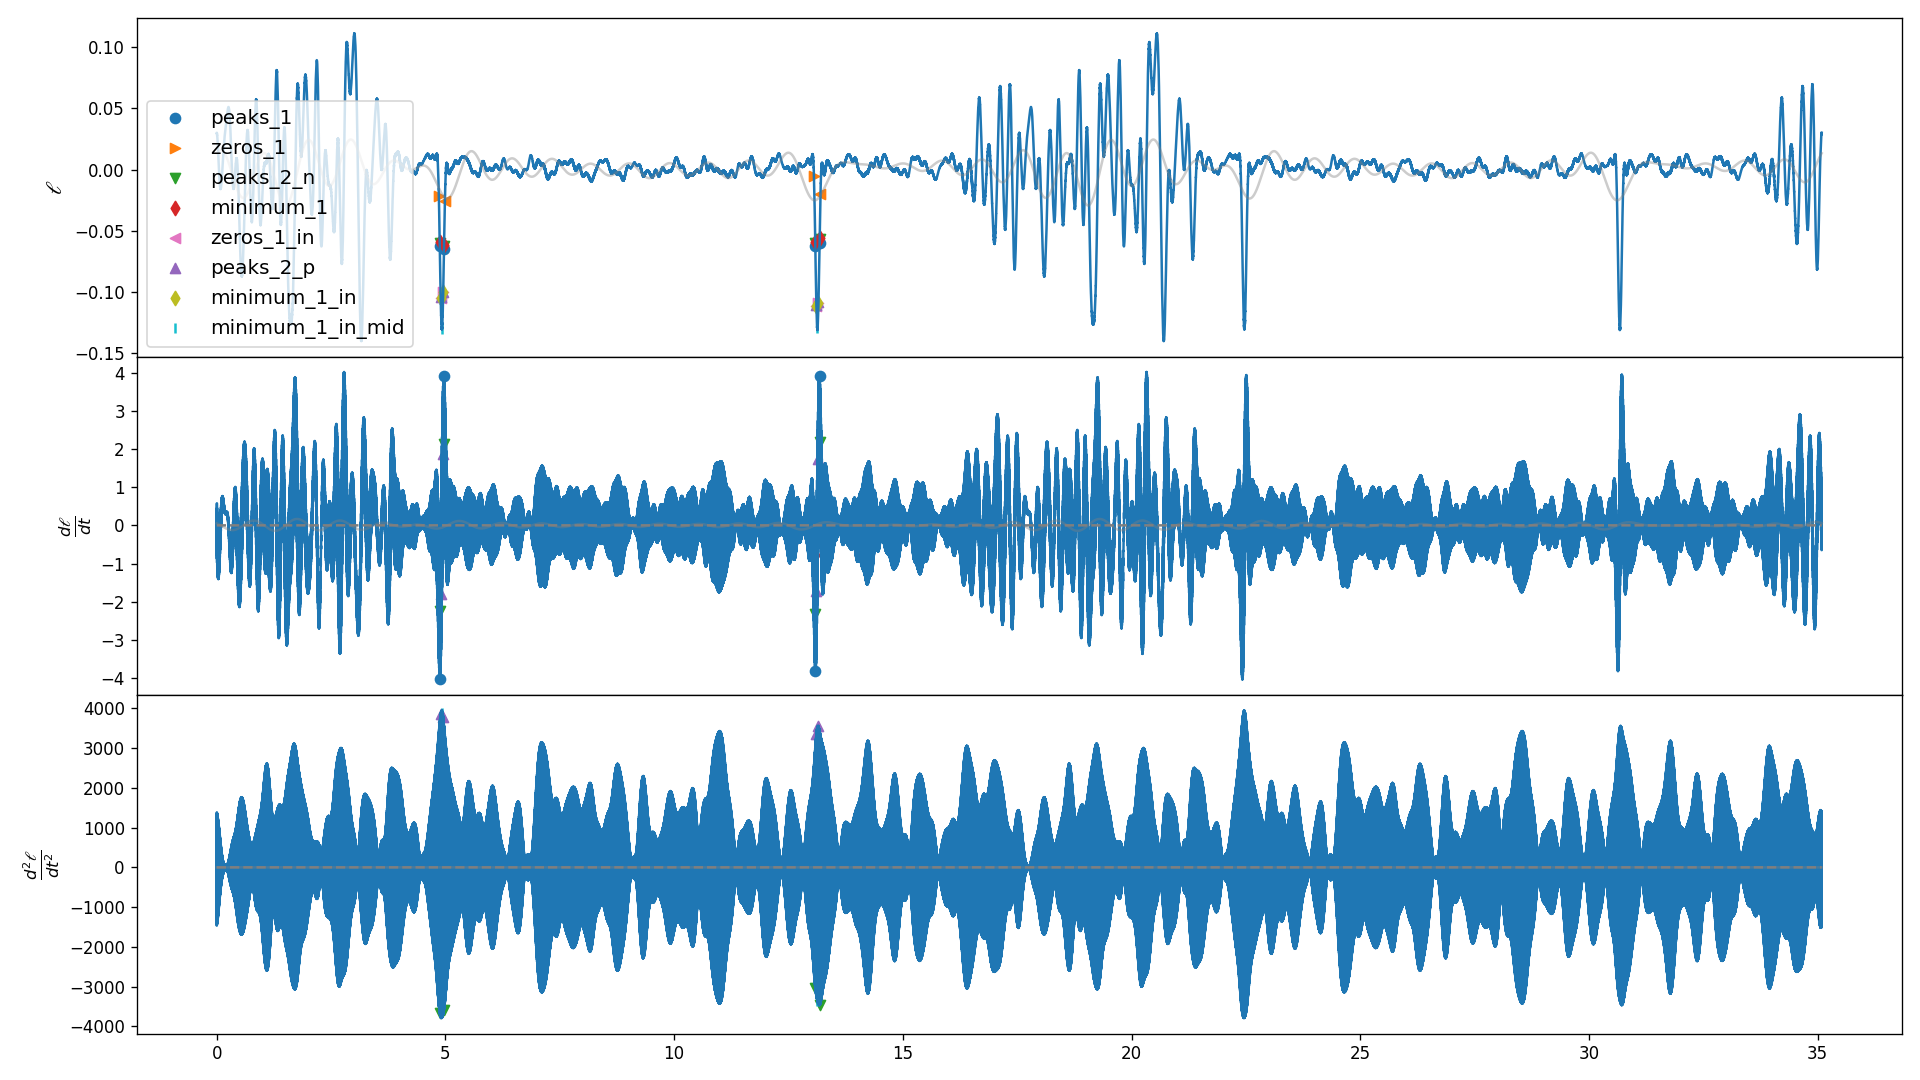 0.10
0.05
0.00
−0.05
−0.10
−0.15
ℓ
peaks_1
zeros_1
peaks_2_n
minimum_1
zeros_1_in
peaks_2_p
minimum_1_in
minimum_1_in_mid
4
3
2
1
0
−1
−2
−3
−4
dℓ
dt
4000
3000
2000
1000
0
−1000
−2000
−3000
−4000
d²ℓ
dt²
0 5 10 15 20 25 30 35